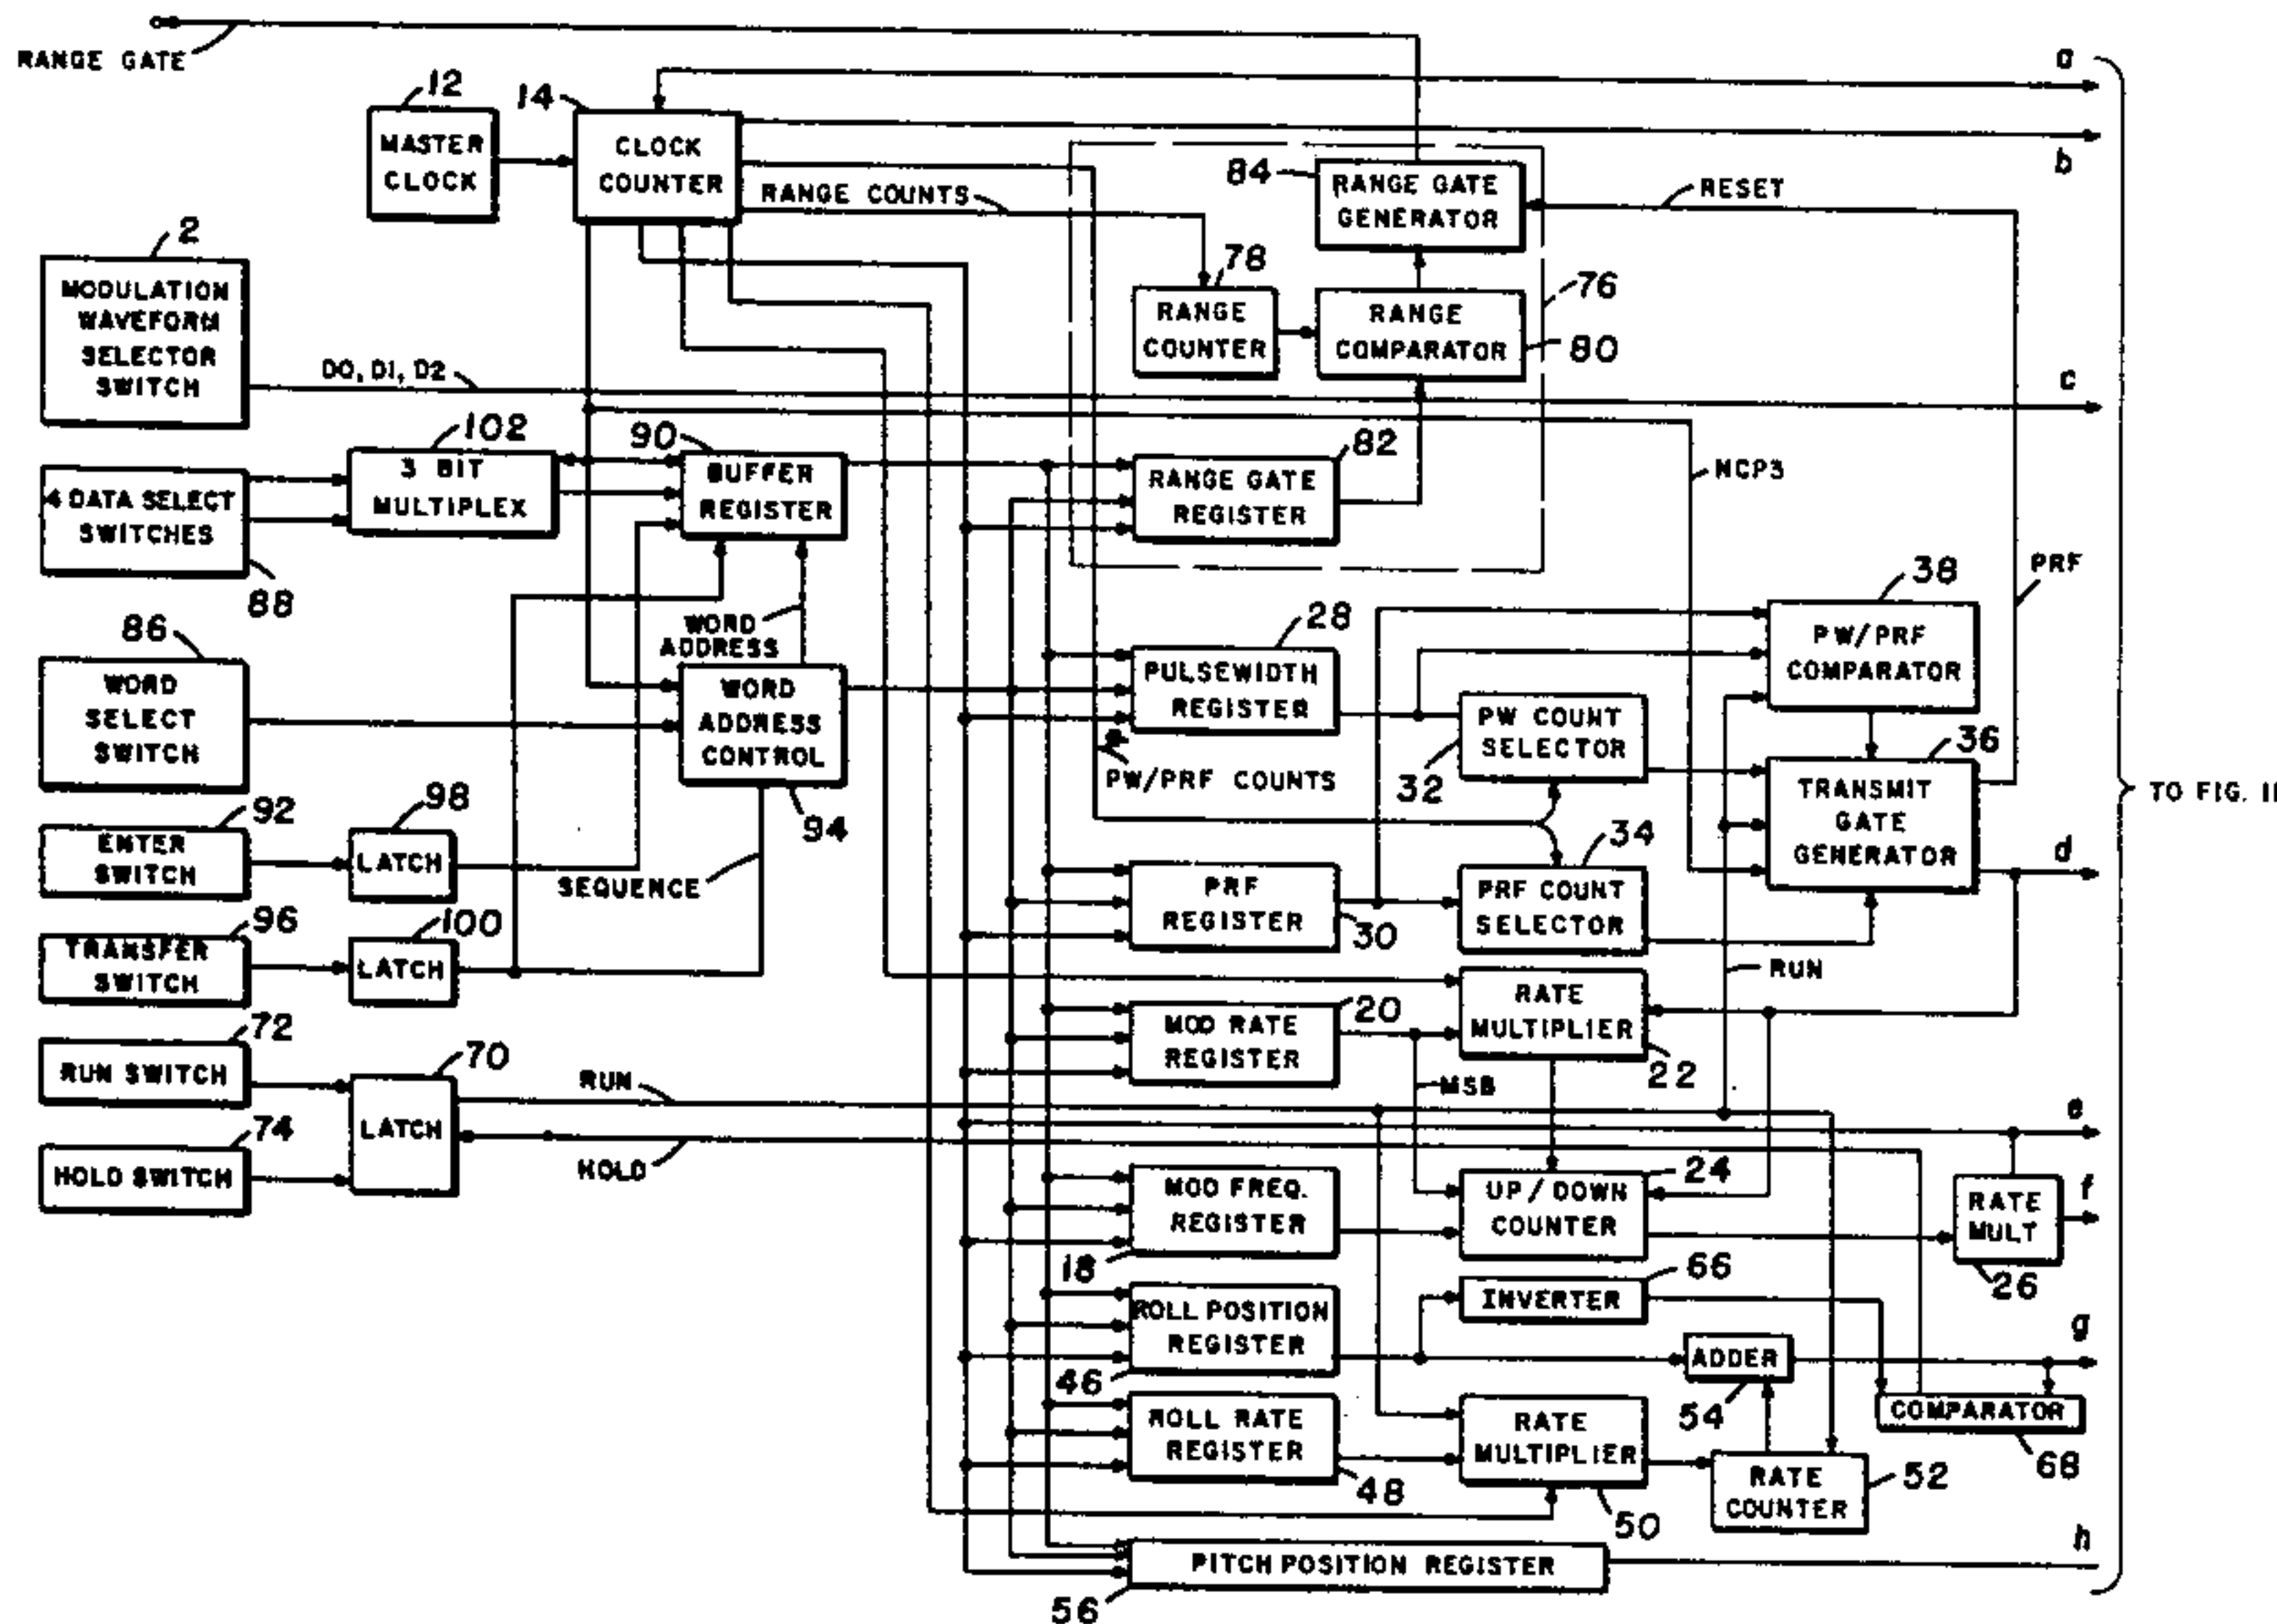 RANGE GATE
a
12
14
MASTER
CLOCK
CLOCK
COUNTER
b
84
RANGE GATE
GENERATOR
RESET
RANGE COUNTS
2
MODULATION
WAVEFORM
SELECTOR
SWITCH
78
RANGE
COUNTER
RANGE
COMPARATOR
76
80
D0, D1, D2
c
102
3 BIT
MULTIPLEX
90
BUFFER
REGISTER
82
RANGE GATE
REGISTER
NCP3
4 DATA SELECT
SWITCHES
88
PRF
38
PW/PRF
COMPARATOR
86
WORD
SELECT
SWITCH
WORD
ADDRESS
WORD
ADDRESS
CONTROL
94
28
PULSEWIDTH
REGISTER
PW COUNT
SELECTOR
32
PW/PRF COUNTS
36
TRANSMIT
GATE
GENERATOR
TO FIG. 11
92
ENTER
SWITCH
98
LATCH
SEQUENCE
34
PRF
REGISTER
30
PRF COUNT
SELECTOR
d
96
TRANSFER
SWITCH
100
LATCH
RUN
20
MOD RATE
REGISTER
RATE
MULTIPLIER
22
72
RUN SWITCH
70
RUN
LATCH
MSB
e
74
HOLD SWITCH
HOLD
MOD FREQ.
REGISTER
18
UP/DOWN
COUNTER
24
RATE
MULT
26
f
66
INVERTER
ROLL POSITION
REGISTER
46
ADDER
54
g
COMPARATOR
68
ROLL RATE
REGISTER
48
RATE
MULTIPLIER
50
RATE
COUNTER
52
h
PITCH POSITION REGISTER
56